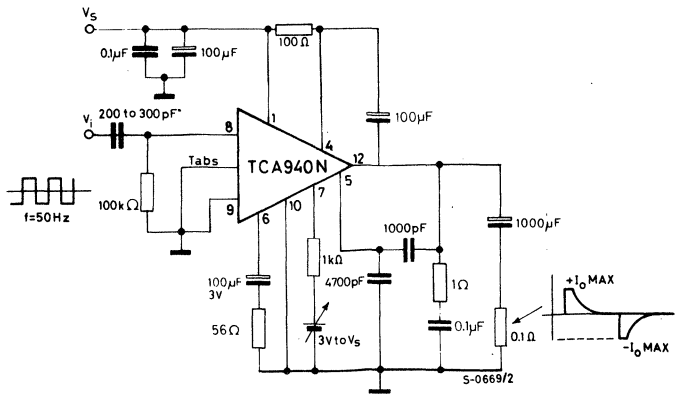 Vs
0.1µF
100µF
100Ω
200 to 300pF*
Vi
8
1
4
100µF
Tabs
TCA940N
12
5
7
9
6
10
100kΩ
f=50Hz
1000pF
1000µF
100µF
3V
1kΩ
4700pF
1Ω
56Ω
3V to Vs
0.1µF
0.1Ω
+Io MAX
-Io MAX
S-0669/2